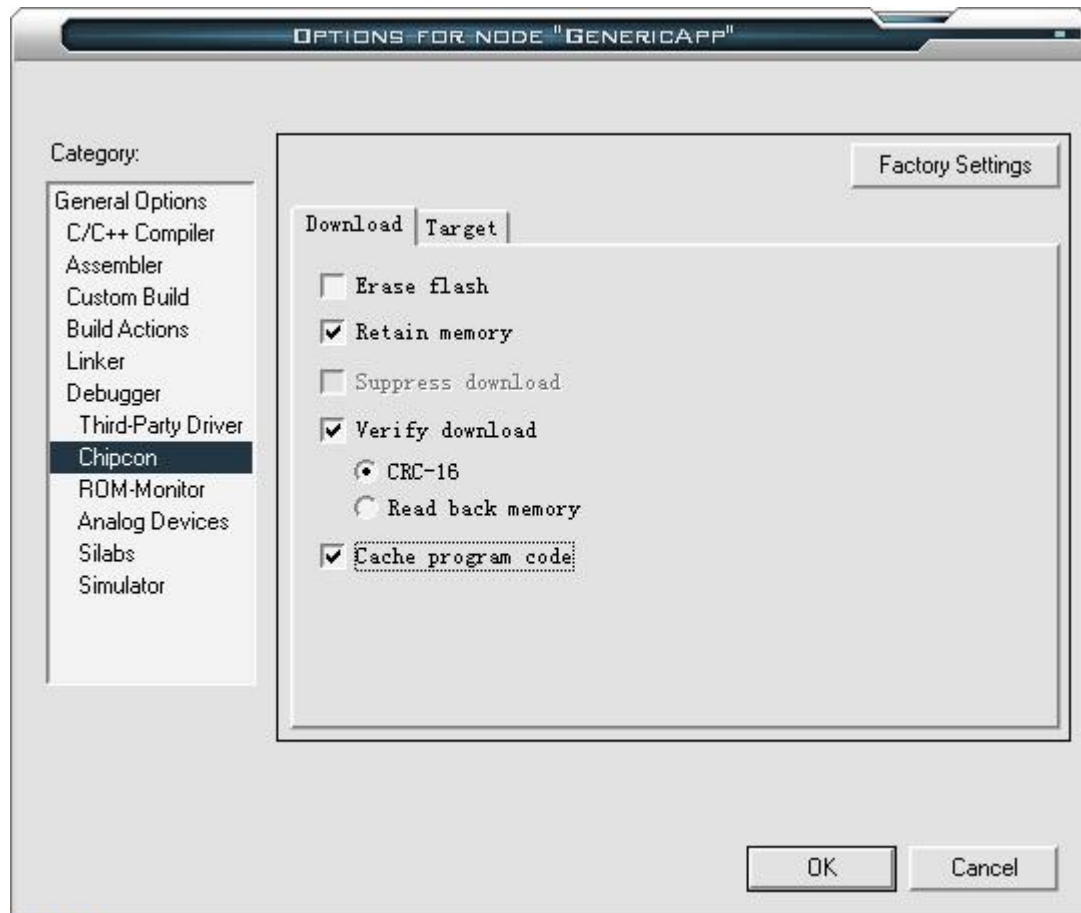 OPTIONS FOR NODE "GENERICAPP"
Category:
General Options
C/C++ Compiler
Assembler
Custom Build
Build Actions
Linker
Debugger
Third-Party Driver
Chipcon
ROM-Monitor
Analog Devices
Silabs
Simulator
Factory Settings
Download Target
Erase flash
Retain memory
Suppress download
Verify download
CRC-16
Read back memory
Cache program code
OK Cancel